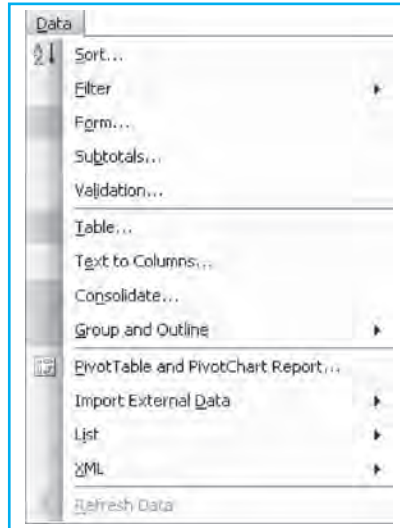 Data
Sort...
Filter
Form...
Subtotals...
Validation...
Table...
Text to Columns...
Consolidate...
Group and Outline
PivotTable and PivotChart Report...
Import External Data
List
XML
Refresh Data